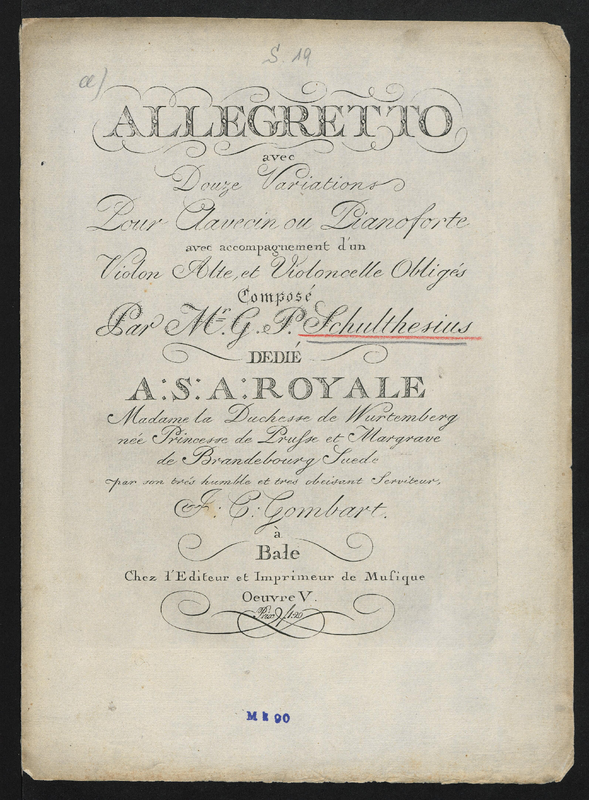 S. 19
a)
ALLEGRETTO
avec
Douze Variations
Pour Clavecin ou Pianoforte
avec accompagnement d'un
Violon Alte, et Violoncelle Obligés
Composé
Par Mr. G. P. Schulthesius
DEDIÉ
A: S: A: ROYALE
Madame la Duchesse de Wurtemberg
née Princesse de Prusse et Margrave
de Brandebourg Suede
par son trés humble et tres obeisant Serviteur,
J: C: Gombart.
à
Bale
Chez l'Editeur et Imprimeur de Musique
Oeuvre V.
M k 90